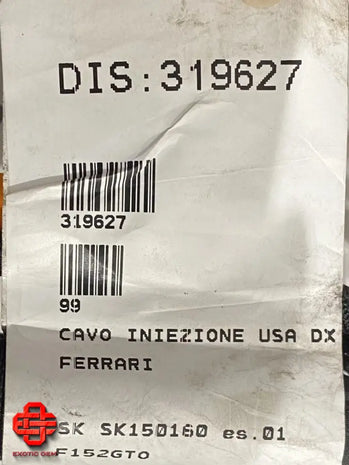 DIS:319627
319627
99
CAVO INIEZIONE USA DX
FERRARI
SK SK150160 es.01
F152GTO
EXOTIC OEM